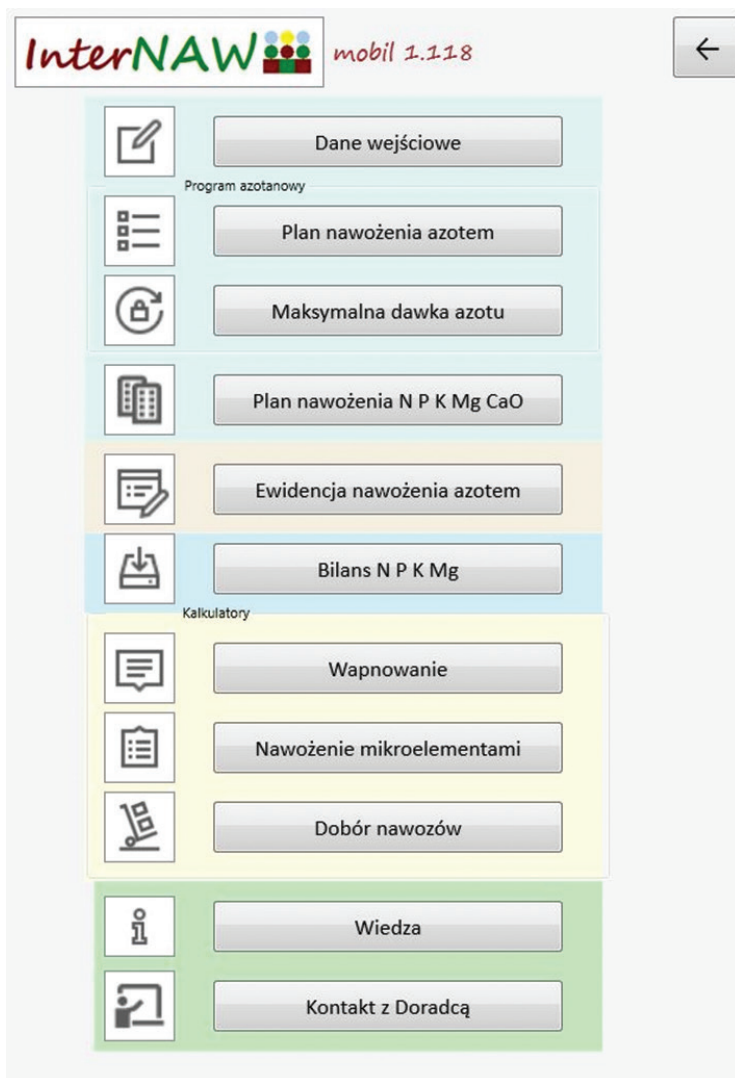 InterNAW mobil 1.118
Dane wejściowe
Program azotanowy
Plan nawożenia azotem
Maksymalna dawka azotu
Plan nawożenia N P K Mg CaO
Ewidencja nawożenia azotem
Bilans N P K Mg
Kalkulatory
Wapnowanie
Nawożenie mikroelementami
Dobór nawozów
Wiedza
Kontakt z Doradcą